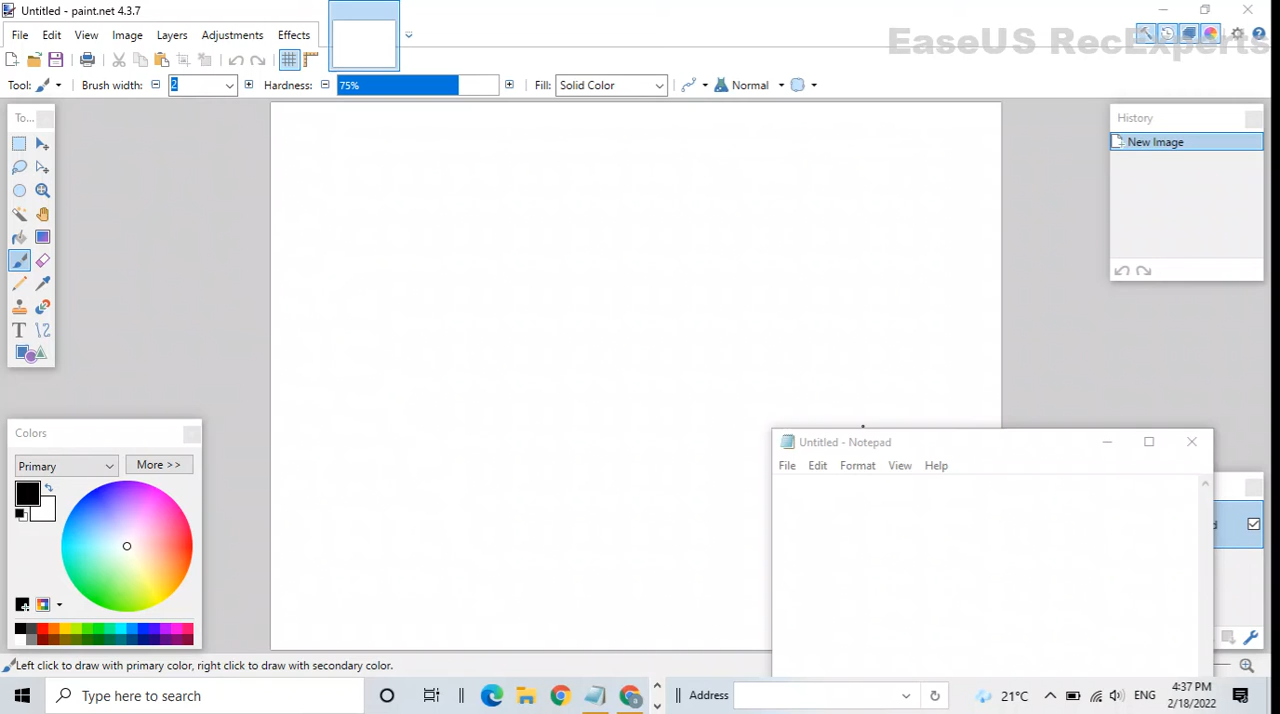 Untitled - paint.net 4.3.7
File Edit View Image Layers Adjustments Effects
EaseUS RecExperts
Tool: Brush width: 2 Hardness: 75% Fill: Solid Color Normal
To...
History
New Image
Colors
Primary More >>
Untitled - Notepad
File Edit Format View Help
d
Left click to draw with primary color, right click to draw with secondary color.
Type here to search
Address
21°C
ENG
4:37 PM
2/18/2022